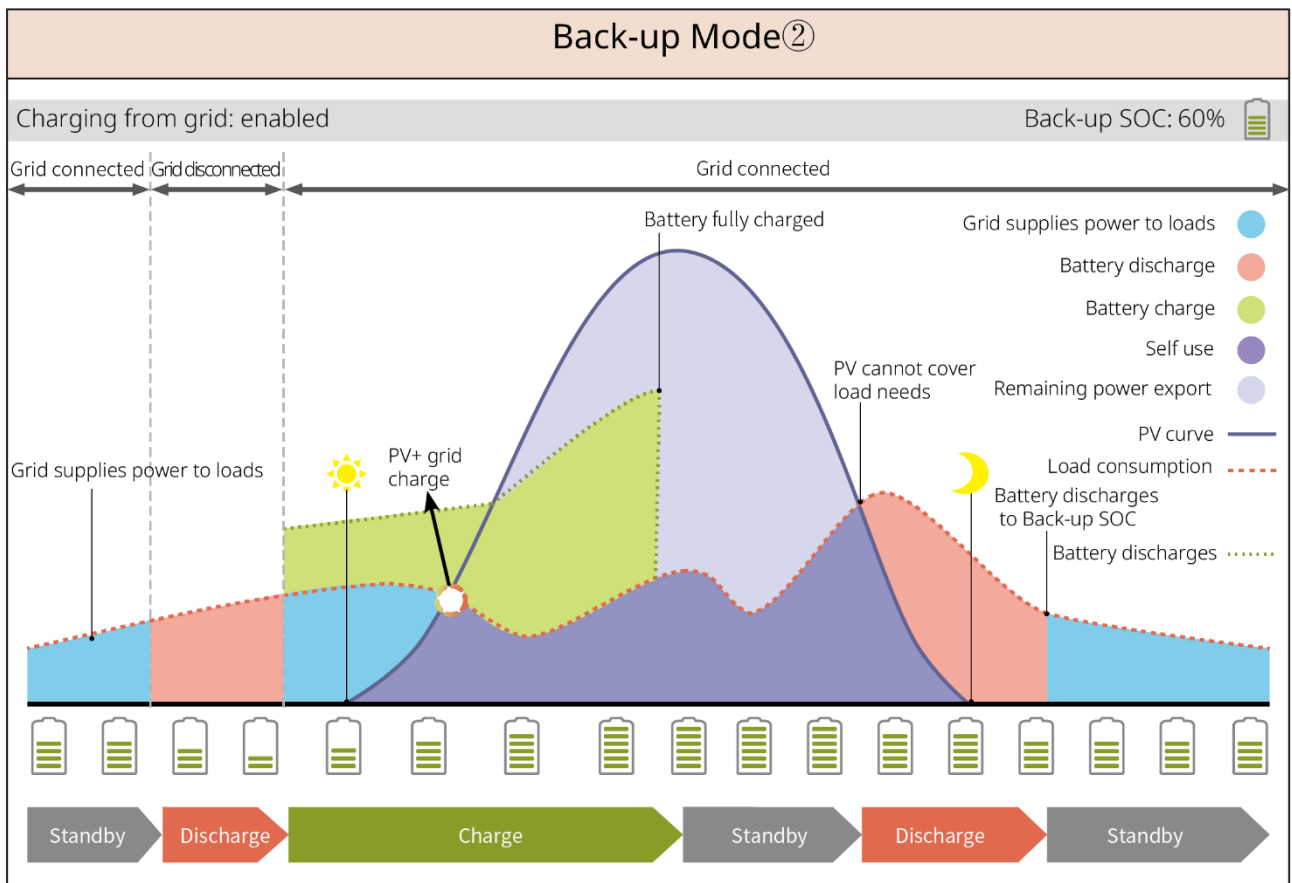 Back-up Mode②
Charging from grid: enabled
Back-up SOC: 60%
Grid connected
Grid disconnected
Grid connected
Battery fully charged
Grid supplies power to loads
Battery discharge
Battery charge
Self use
Remaining power export
PV curve
Load consumption
Battery discharges
PV cannot cover
load needs
PV+ grid
charge
Grid supplies power to loads
Battery discharges
to Back-up SOC
Standby
Discharge
Charge
Standby
Discharge
Standby